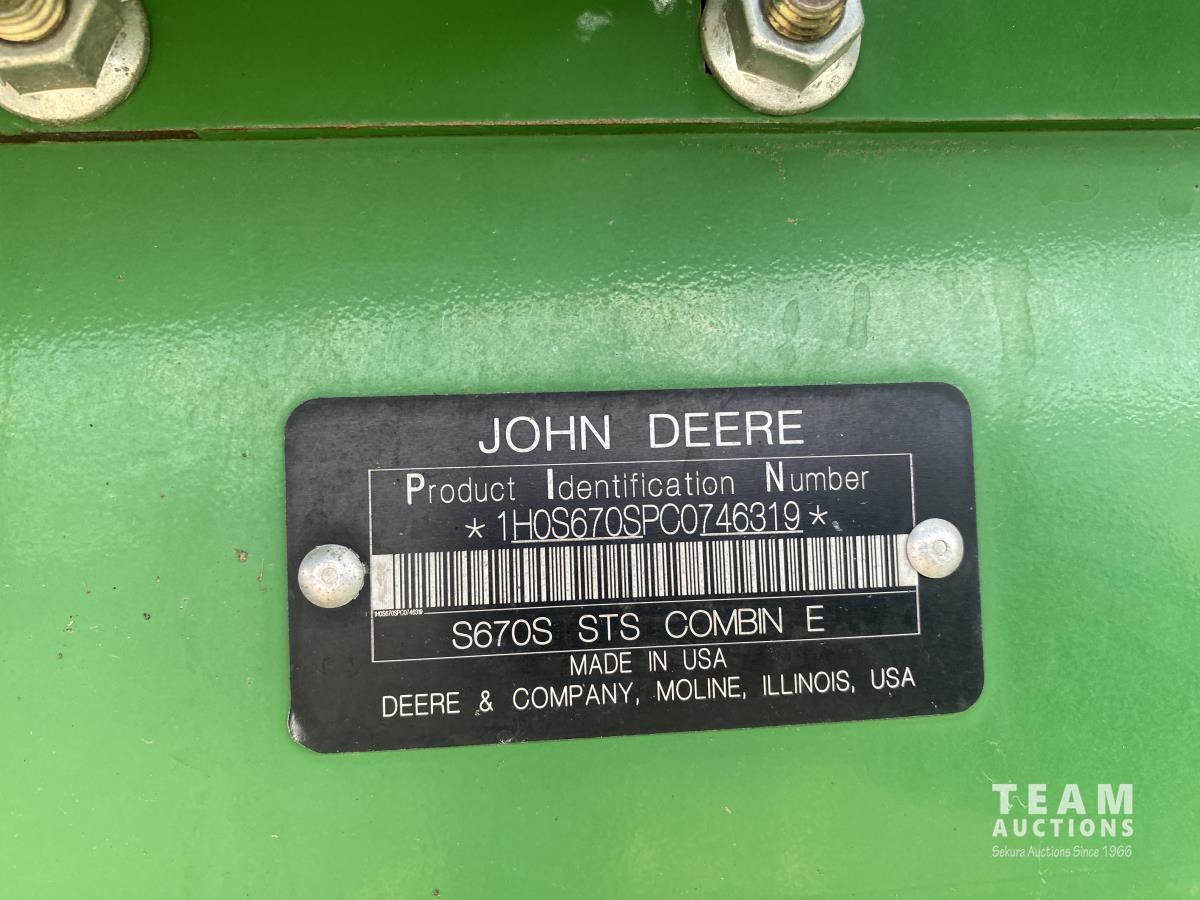 JOHN DEERE
Product Identification Number
*1H0S670SPC0746319*
1H0S670SPC0746319
S670S STS COMBIN E
MADE IN USA
DEERE & COMPANY, MOLINE, ILLINOIS, USA
TEAM
AUCTIONS
Sekura Auctions Since 1966